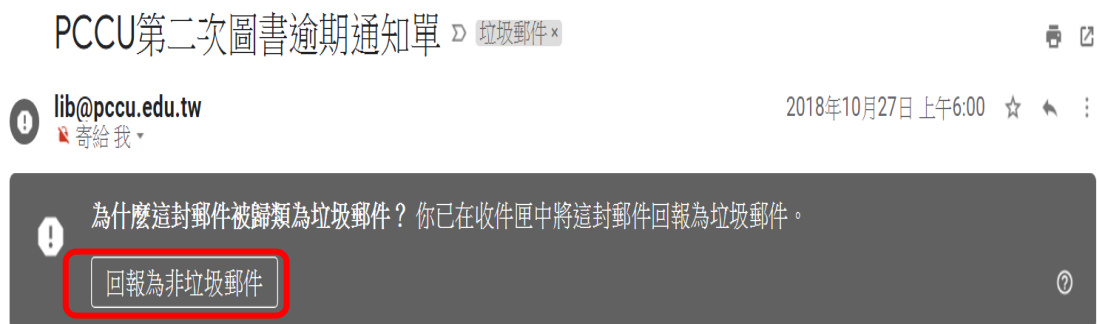 PCCU第二次圖書逾期通知單 垃圾郵件 ×
lib@pccu.edu.tw 2018年10月27日 上午6:00
寄給 我
為什麼這封郵件被歸類為垃圾郵件？ 你已在收件匣中將這封郵件回報為垃圾郵件。
回報為非垃圾郵件